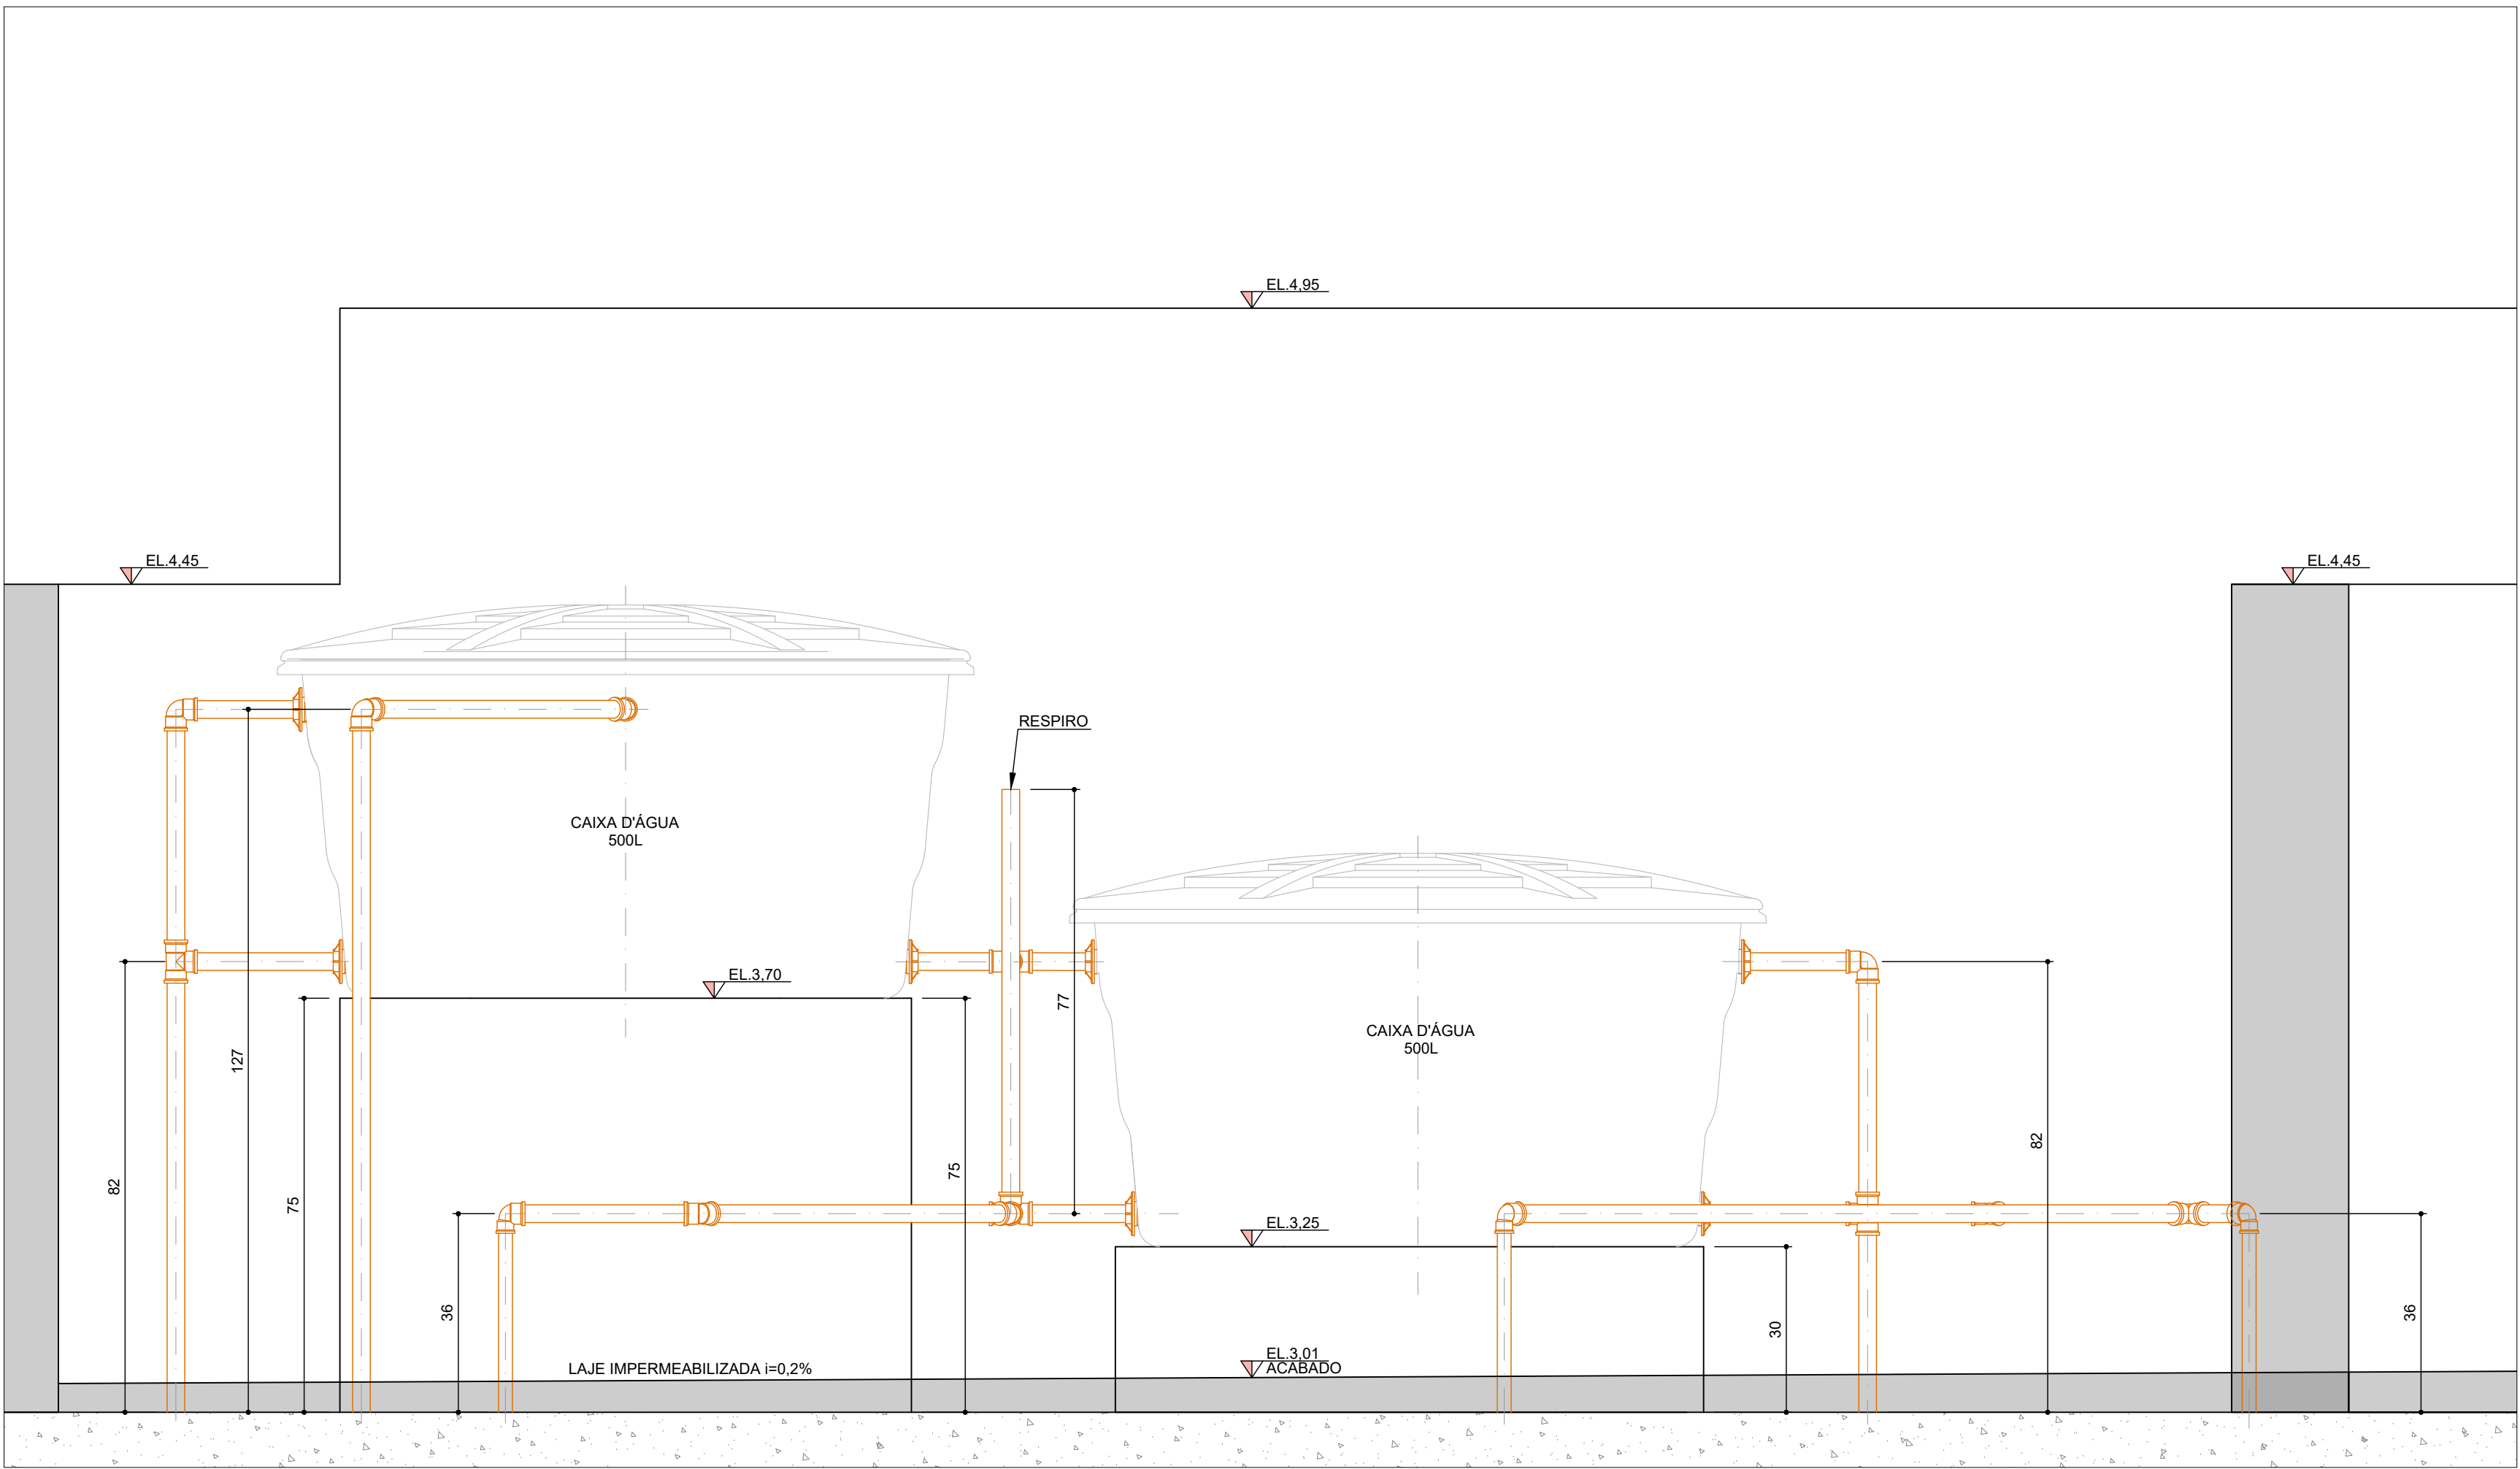 EL.4,95
EL.4,45
EL.4,45
RESPIRO
CAIXA D'ÁGUA
500L
EL.3,70
77
CAIXA D'ÁGUA
500L
127
82
82
75
75
EL.3,25
36
36
30
EL.3,01
ACABADO
LAJE IMPERMEABILIZADA i=0,2%